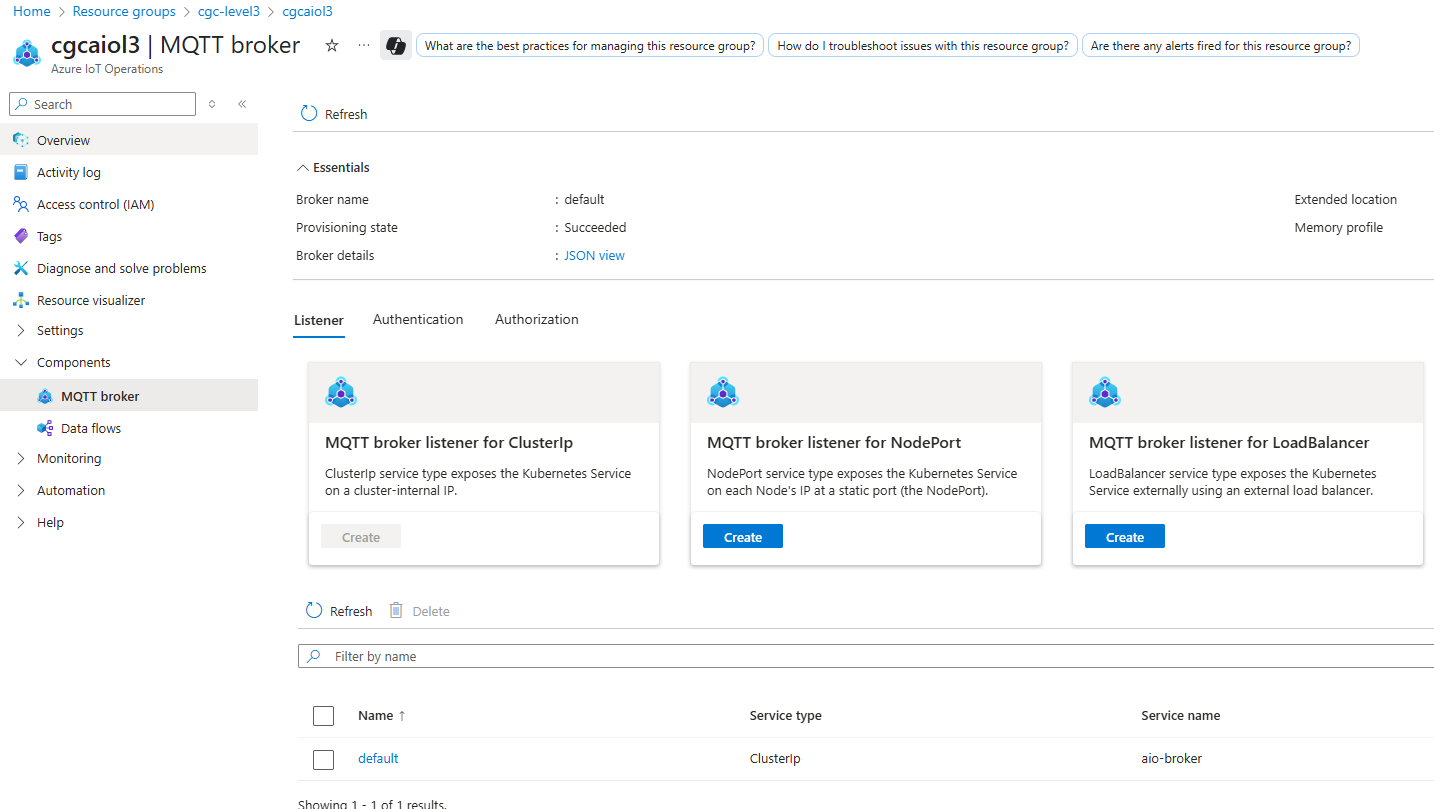 Home > Resource groups > cgc-level3 > cgcaiol3
cgcaiol3 | MQTT broker
What are the best practices for managing this resource group?
How do I troubleshoot issues with this resource group?
Are there any alerts fired for this resource group?
Azure IoT Operations
Search
Overview
Activity log
Access control (IAM)
Tags
Diagnose and solve problems
Resource visualizer
Settings
Components
MQTT broker
Data flows
Monitoring
Automation
Help
Refresh
Essentials
Broker name : default
Extended location
Provisioning state : Succeeded
Memory profile
Broker details : JSON view
Listener Authentication Authorization
MQTT broker listener for ClusterIp
ClusterIp service type exposes the Kubernetes Service
on a cluster-internal IP.
Create
MQTT broker listener for NodePort
NodePort service type exposes the Kubernetes Service
on each Node's IP at a static port (the NodePort).
Create
MQTT broker listener for LoadBalancer
LoadBalancer service type exposes the Kubernetes
Service externally using an external load balancer.
Create
Refresh Delete
Filter by name
Name ↑ Service type Service name
default ClusterIp aio-broker
Showing 1 - 1 of 1 results.